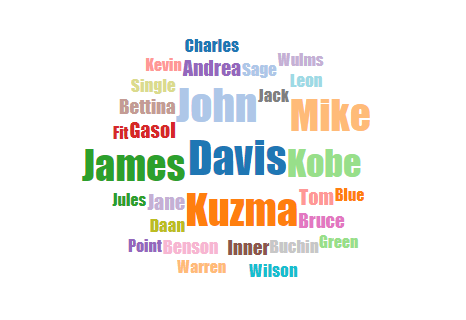 Charles
Kevin Andrea Sage Wulms
Single Leon
Bettina John Jack Mike
Fit Gasol
James Davis Kobe
Jules Jane Kuzma Tom Blue
Daan Bruce
Point Benson Inner Buchin Green
Warren Wilson